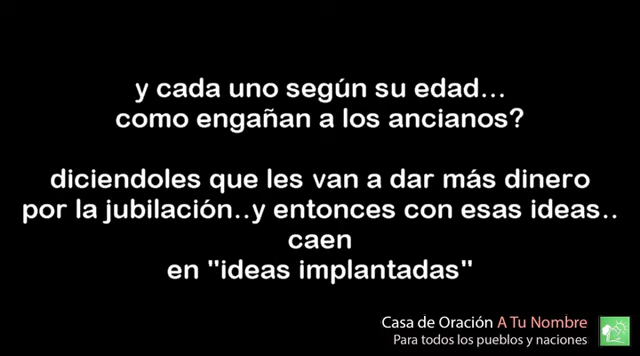 y cada uno según su edad...
como engañan a los ancianos?
diciendoles que les van a dar más dinero
por la jubilación..y entonces con esas ideas..
caen
en "ideas implantadas"
Casa de Oración A Tu Nombre
Para todos los pueblos y naciones